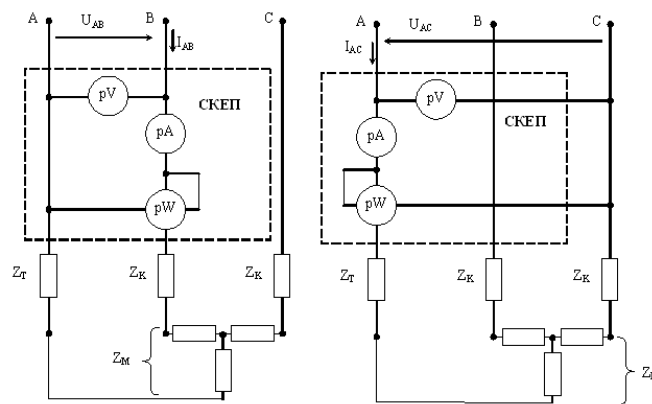 A B C
U_AB
I_AB
pV
СКЕП
pA
pW
Z_T Z_K Z_K
Z_M
A B C
U_AC
I_AC
pV
СКЕП
pA
pW
Z_T Z_K Z_K